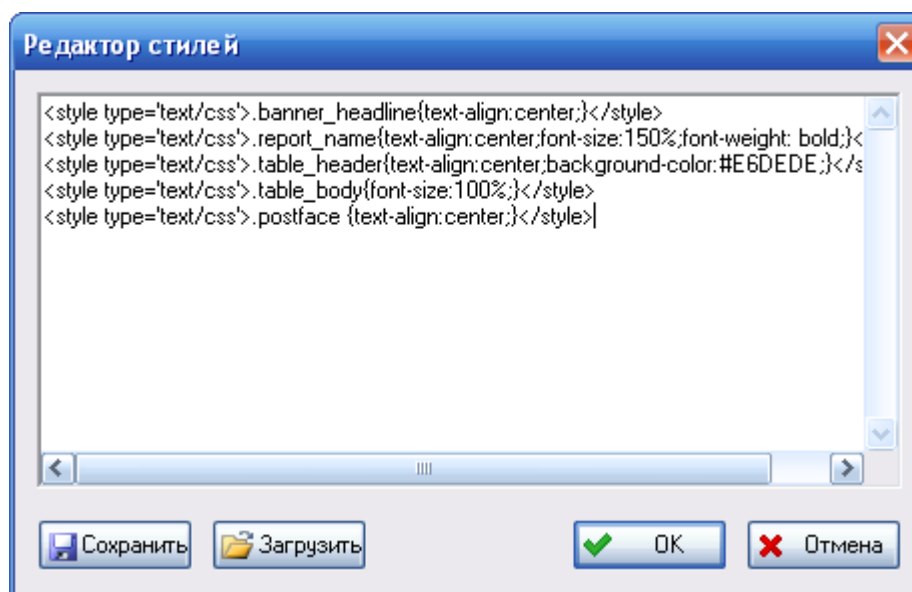 Редактор стилей
<style type='text/css'>.banner_headline{text-align:center;}</style>
<style type='text/css'>.report_name{text-align:center;font-size:150%;font-weight: bold;}<
<style type='text/css'>.table_header{text-align:center;background-color:#E6DEDE;}</s
<style type='text/css'>.table_body{font-size:100%;}</style>
<style type='text/css'>.postface {text-align:center;}</style>
Сохранить Загрузить OK Отмена